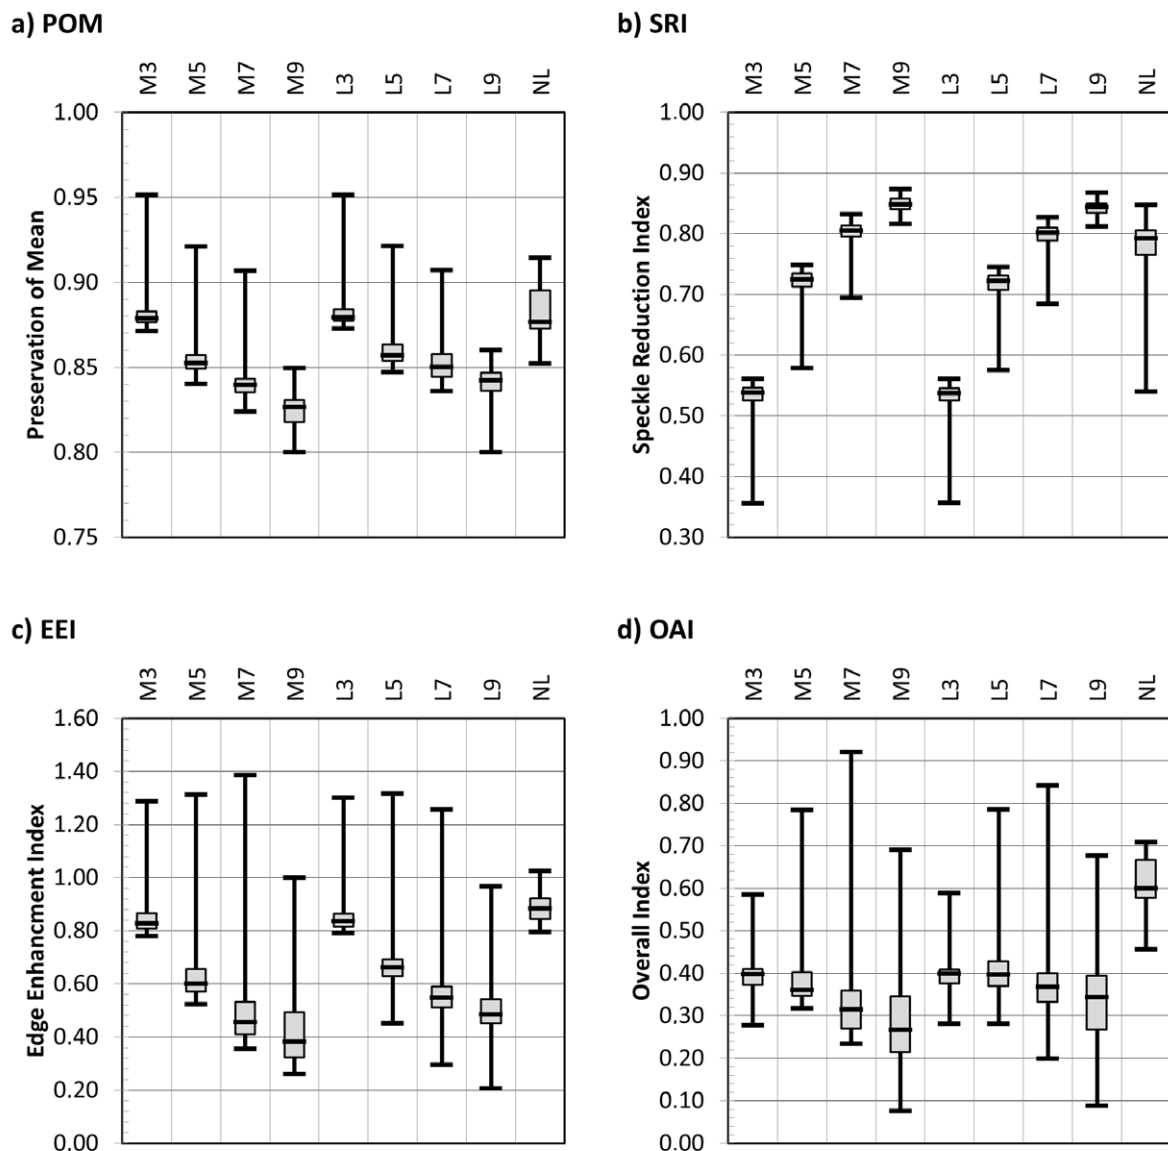 a) POM
M3 M5 M7 M9 L3 L5 L7 L9 NL
1.00
0.95
0.90
0.85
0.80
0.75
Preservation of Mean
b) SRI
M3 M5 M7 M9 L3 L5 L7 L9 NL
1.00
0.90
0.80
0.70
0.60
0.50
0.40
0.30
Speckle Reduction Index
c) EEI
M3 M5 M7 M9 L3 L5 L7 L9 NL
1.60
1.40
1.20
1.00
0.80
0.60
0.40
0.20
0.00
Edge Enhancment Index
d) OAI
M3 M5 M7 M9 L3 L5 L7 L9 NL
1.00
0.90
0.80
0.70
0.60
0.50
0.40
0.30
0.20
0.10
0.00
Overall Index